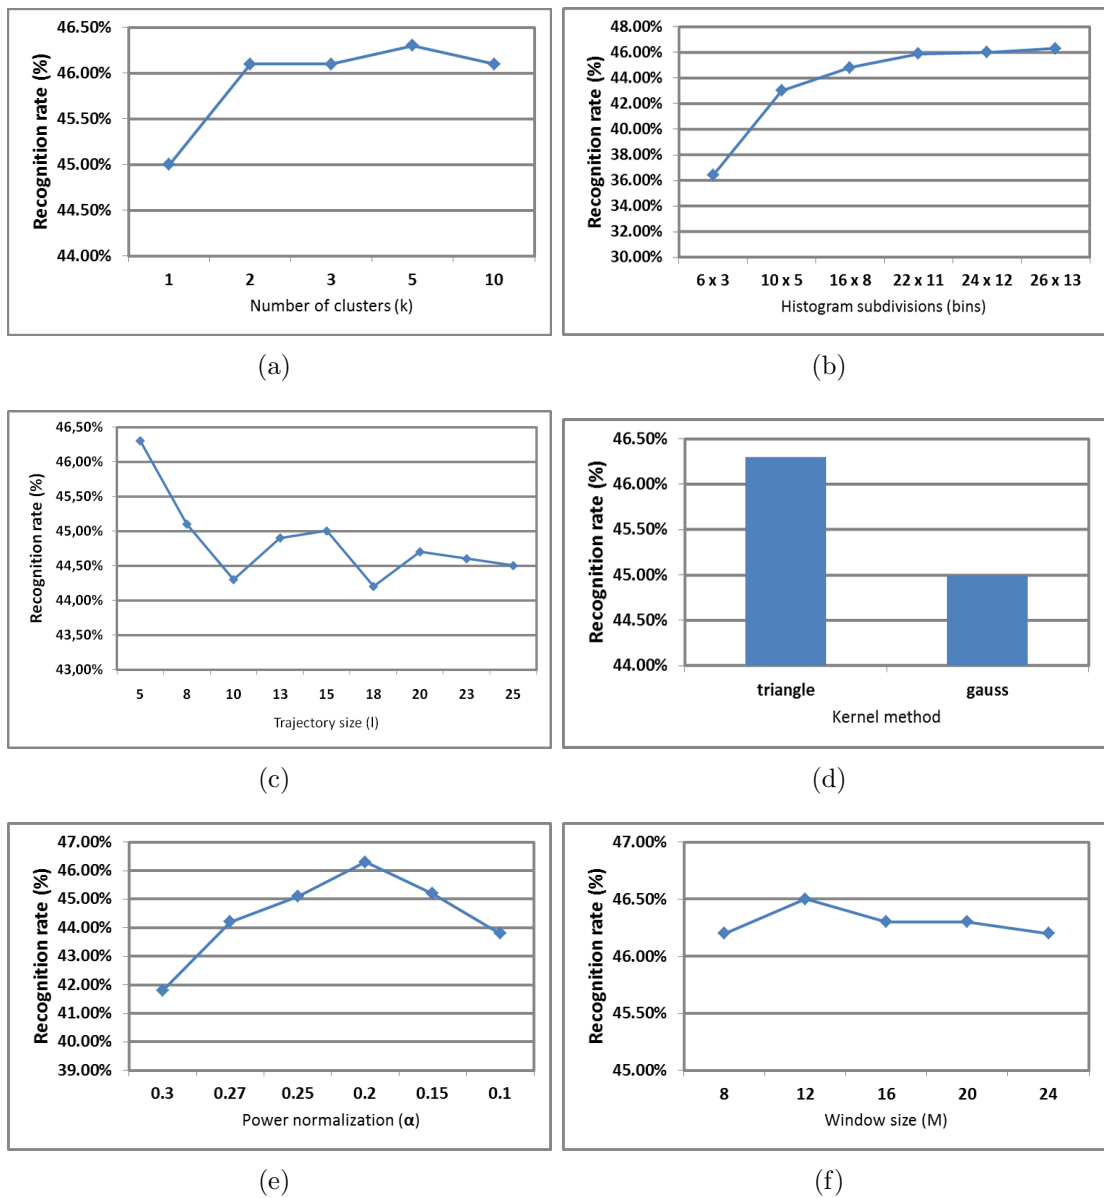 Recognition rate (%)
46.50%
46.00%
45.50%
45.00%
44.50%
44.00%
1 2 3 5 10
Number of clusters (k)
(a)
Recognition rate (%)
48.00%
46.00%
44.00%
42.00%
40.00%
38.00%
36.00%
34.00%
32.00%
30.00%
6 x 3 10 x 5 16 x 8 22 x 11 24 x 12 26 x 13
Histogram subdivisions (bins)
(b)
Recognition rate (%)
46,50%
46,00%
45,50%
45,00%
44,50%
44,00%
43,50%
43,00%
5 8 10 13 15 18 20 23 25
Trajectory size (l)
(c)
Recognition rate (%)
46.50%
46.00%
45.50%
45.00%
44.50%
44.00%
triangle gauss
Kernel method
(d)
Recognition rate (%)
47.00%
46.00%
45.00%
44.00%
43.00%
42.00%
41.00%
40.00%
39.00%
0.3 0.27 0.25 0.2 0.15 0.1
Power normalization (α)
(e)
Recognition rate (%)
47.00%
46.50%
46.00%
45.50%
45.00%
8 12 16 20 24
Window size (M)
(f)